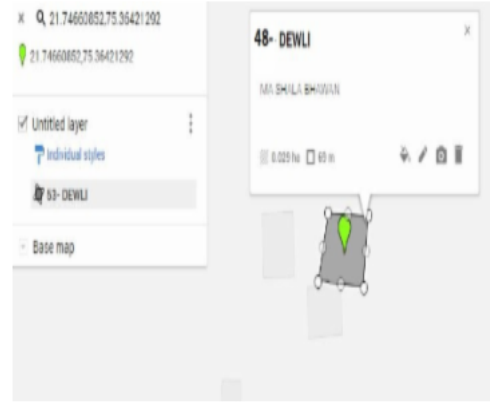 × 21.74660852,75.36421292
21.74660852,75.36421292
Untitled layer
Individual styles
53- DEWLI
Base map
48- DEWLI
×
MA SHALA BHAWAN
0.025 ha 65 m